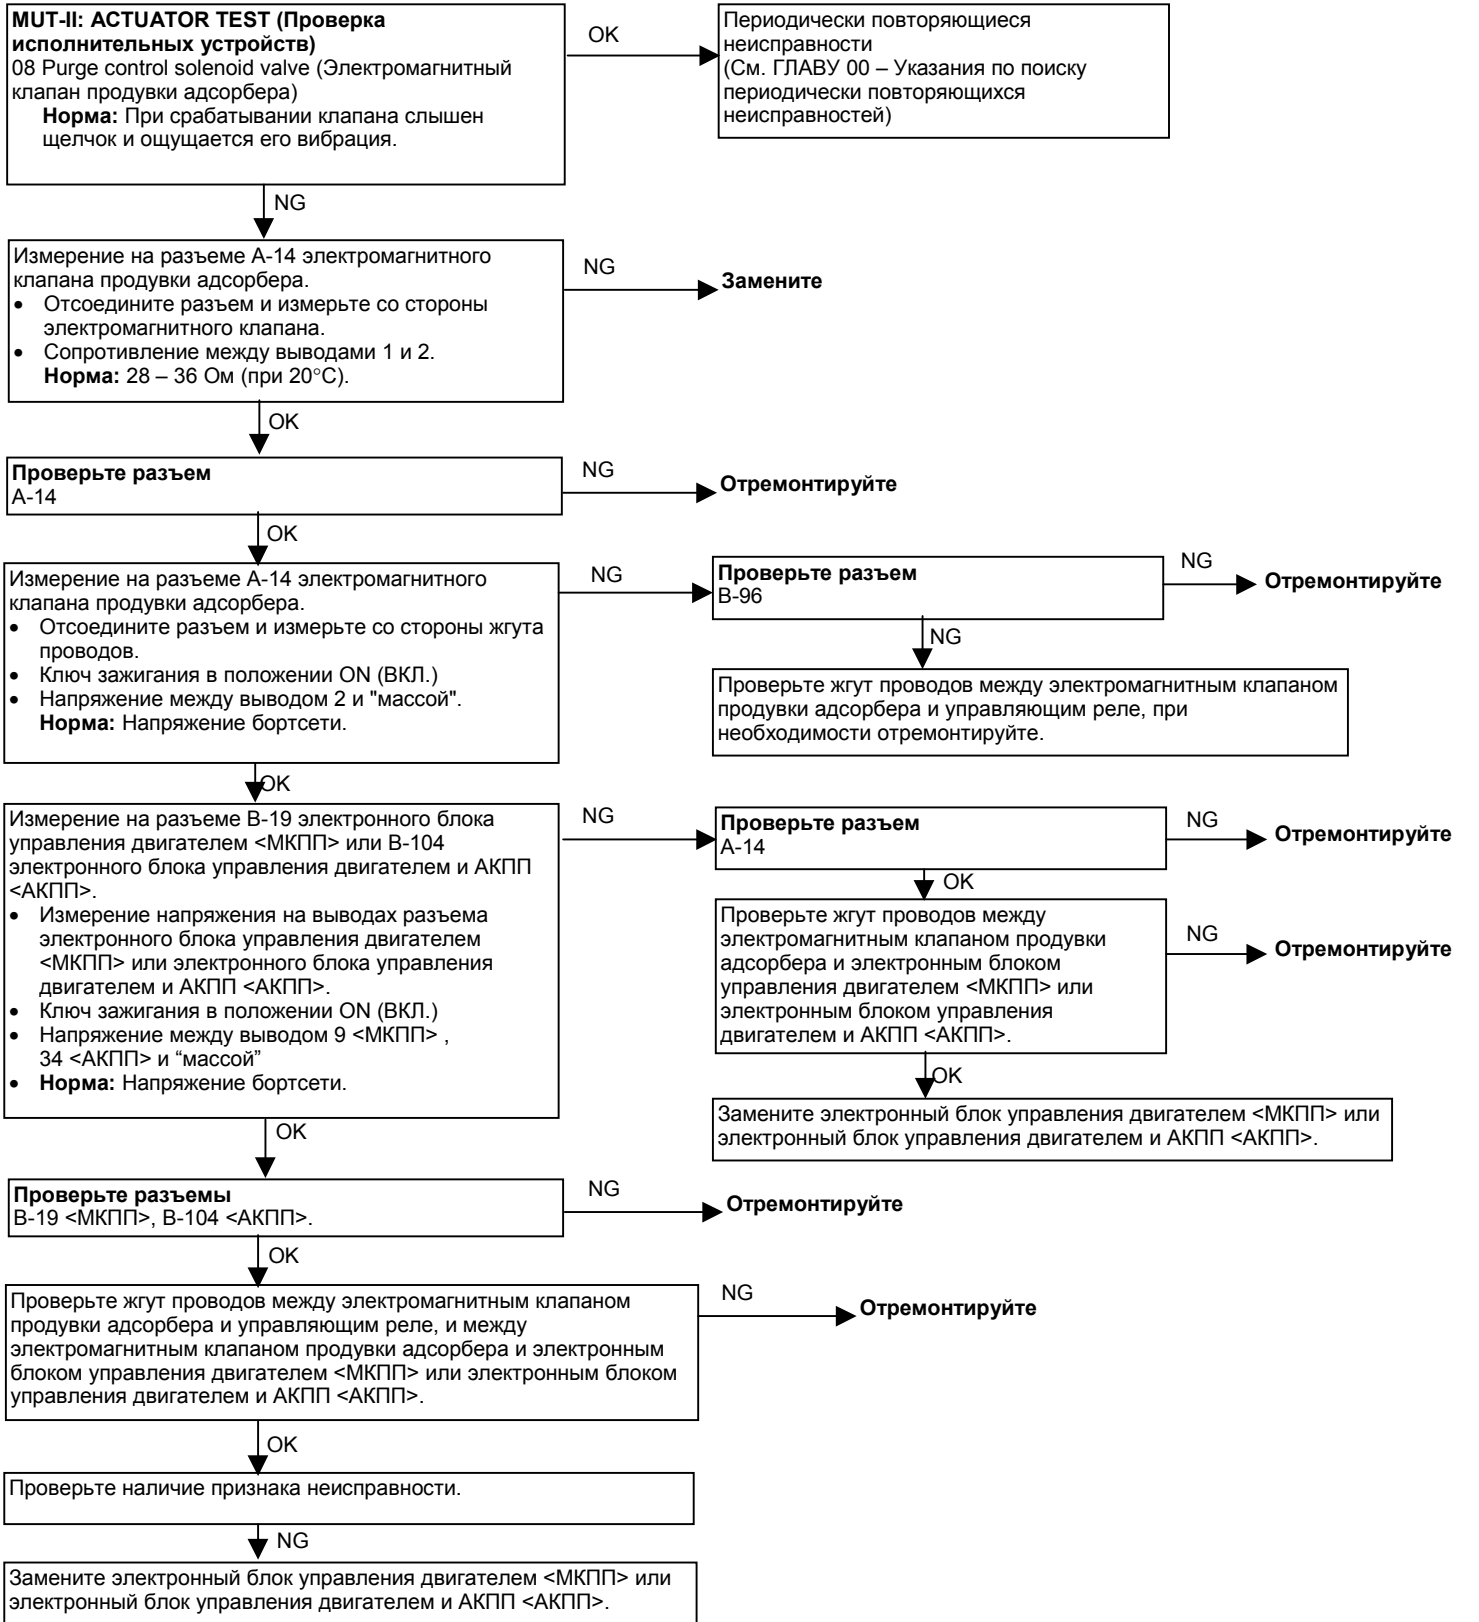 MUT-II: ACTUATOR TEST (Проверка
исполнительных устройств)
08 Purge control solenoid valve (Электромагнитный
клапан продувки адсорбера)
Норма: При срабатывании клапана слышен
щелчок и ощущается его вибрация.
OK
Периодически повторяющиеся
неисправности
(См. ГЛАВУ 00 – Указания по поиску
периодически повторяющихся
неисправностей)
NG
Измерение на разъеме A-14 электромагнитного
клапана продувки адсорбера.
• Отсоедините разъем и измерьте со стороны
электромагнитного клапана.
• Сопротивление между выводами 1 и 2.
Норма: 28 – 36 Ом (при 20°C).
NG
Замените
OK
Проверьте разъем
A-14
NG
Отремонтируйте
OK
Измерение на разъеме A-14 электромагнитного
клапана продувки адсорбера.
• Отсоедините разъем и измерьте со стороны жгута
проводов.
• Ключ зажигания в положении ON (ВКЛ.)
• Напряжение между выводом 2 и "массой".
Норма: Напряжение бортсети.
NG
Проверьте разъем
B-96
NG
Отремонтируйте
NG
Проверьте жгут проводов между электромагнитным клапаном
продувки адсорбера и управляющим реле, при
необходимости отремонтируйте.
OK
Измерение на разъеме B-19 электронного блока
управления двигателем <МКПП> или B-104
электронного блока управления двигателем и АКПП
<АКПП>.
• Измерение напряжения на выводах разъема
электронного блока управления двигателем
<МКПП> или электронного блока управления
двигателем и АКПП <АКПП>.
• Ключ зажигания в положении ON (ВКЛ.)
• Напряжение между выводом 9 <МКПП> ,
34 <АКПП> и “массой”
• Норма: Напряжение бортсети.
NG
Проверьте разъем
A-14
NG
Отремонтируйте
OK
Проверьте жгут проводов между
электромагнитным клапаном продувки
адсорбера и электронным блоком
управления двигателем <МКПП> или
электронным блоком управления
двигателем и АКПП <АКПП>.
NG
Отремонтируйте
OK
Замените электронный блок управления двигателем <МКПП> или
электронный блок управления двигателем и АКПП <АКПП>.
OK
Проверьте разъемы
B-19 <МКПП>, B-104 <АКПП>.
NG
Отремонтируйте
OK
Проверьте жгут проводов между электромагнитным клапаном
продувки адсорбера и управляющим реле, и между
электромагнитным клапаном продувки адсорбера и электронным
блоком управления двигателем <МКПП> или электронным блоком
управления двигателем и АКПП <АКПП>.
NG
Отремонтируйте
OK
Проверьте наличие признака неисправности.
NG
Замените электронный блок управления двигателем <МКПП> или
электронный блок управления двигателем и АКПП <АКПП>.